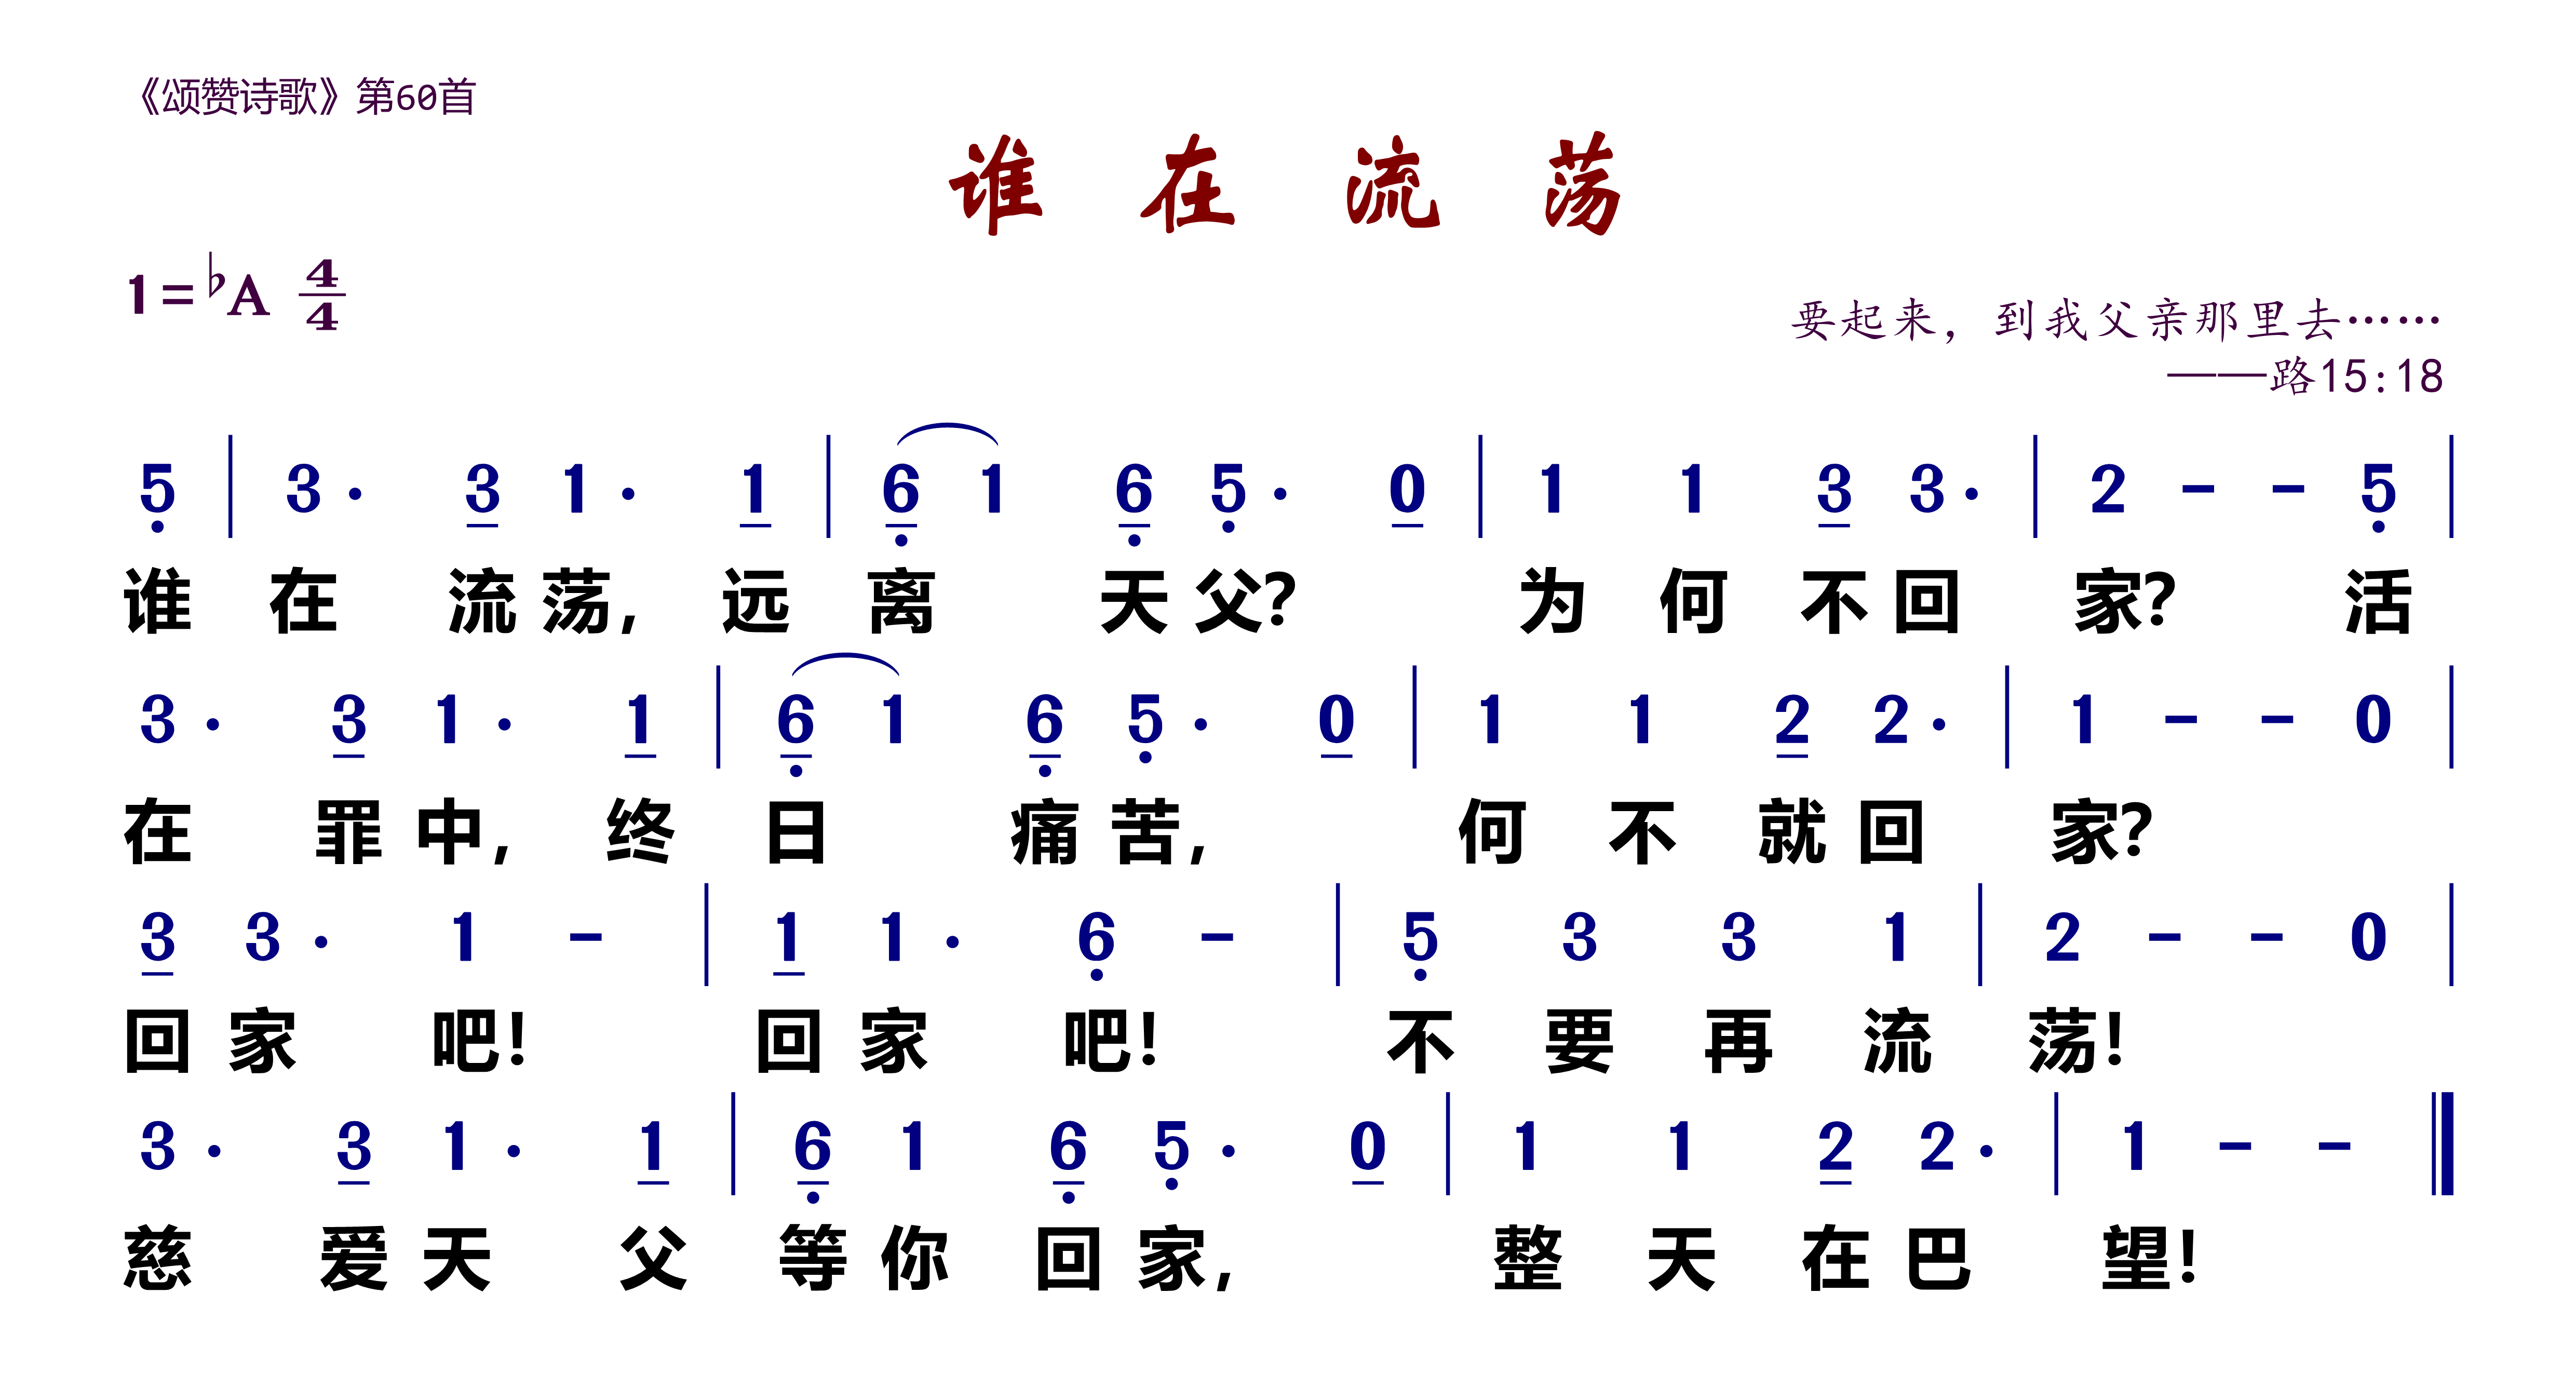 《颂赞诗歌》第60首
谁 在 流 荡
1=♭A 4/4
要起来，到我父亲那里去……
——路15:18
5̣ | 3· 3̲ 1· 1̲ | 6̣̲ 1 6̣̲ 5̣· 0̲ | 1 1 3̲ 3· | 2 - - 5̣ |
谁 在 流 荡, 远 离 天 父? 为 何 不 回 家? 活
3· 3̲ 1· 1̲ | 6̣̲ 1 6̣̲ 5̣· 0̲ | 1 1 2̲ 2· | 1 - - 0 |
在 罪 中, 终 日 痛 苦, 何 不 就 回 家?
3̲ 3· 1 - | 1̲ 1· 6̣ - | 5̣ 3 3 1 | 2 - - 0 |
回 家 吧! 回 家 吧! 不 要 再 流 荡!
3· 3̲ 1· 1̲ | 6̣̲ 1 6̣̲ 5̣· 0̲ | 1 1 2̲ 2· | 1 - - ‖
慈 爱 天 父 等 你 回 家, 整 天 在 巴 望!